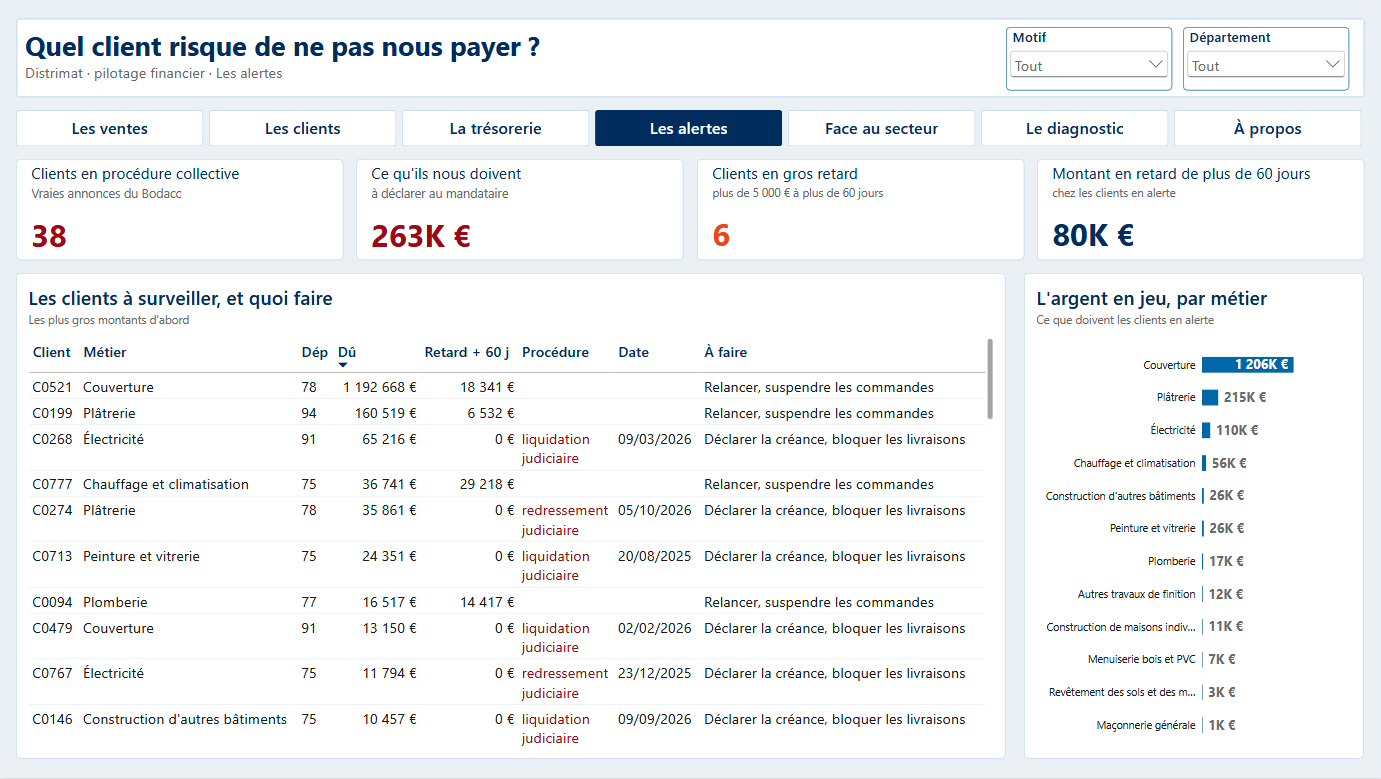 Quel client risque de ne pas nous payer ?
Distrimat · pilotage financier · Les alertes
Motif
Tout
Département
Tout
Les ventes
Les clients
La trésorerie
Les alertes
Face au secteur
Le diagnostic
À propos
Clients en procédure collective
Vraies annonces du Bodacc
38
Ce qu'ils nous doivent
à déclarer au mandataire
263K €
Clients en gros retard
plus de 5 000 € à plus de 60 jours
6
Montant en retard de plus de 60 jours
chez les clients en alerte
80K €
Les clients à surveiller, et quoi faire
Les plus gros montants d'abord
Client Métier Dép Dû Retard + 60 j Procédure Date À faire
C0521 Couverture 78 1 192 668 € 18 341 € Relancer, suspendre les commandes
C0199 Plâtrerie 94 160 519 € 6 532 € Relancer, suspendre les commandes
C0268 Électricité 91 65 216 € 0 € liquidation 09/03/2026 Déclarer la créance, bloquer les livraisons
judiciaire
C0777 Chauffage et climatisation 75 36 741 € 29 218 € Relancer, suspendre les commandes
C0274 Plâtrerie 78 35 861 € 0 € redressement 05/10/2026 Déclarer la créance, bloquer les livraisons
judiciaire
C0713 Peinture et vitrerie 75 24 351 € 0 € liquidation 20/08/2025 Déclarer la créance, bloquer les livraisons
judiciaire
C0094 Plomberie 77 16 517 € 14 417 € Relancer, suspendre les commandes
C0479 Couverture 91 13 150 € 0 € liquidation 02/02/2026 Déclarer la créance, bloquer les livraisons
judiciaire
C0767 Électricité 75 11 794 € 0 € redressement 23/12/2025 Déclarer la créance, bloquer les livraisons
judiciaire
C0146 Construction d'autres bâtiments 75 10 457 € 0 € liquidation 09/09/2026 Déclarer la créance, bloquer les livraisons
judiciaire
L'argent en jeu, par métier
Ce que doivent les clients en alerte
Couverture 1 206K €
Plâtrerie 215K €
Électricité 110K €
Chauffage et climatisation 56K €
Construction d'autres bâtiments 26K €
Peinture et vitrerie 26K €
Plomberie 17K €
Autres travaux de finition 12K €
Construction de maisons indiv... 11K €
Menuiserie bois et PVC 7K €
Revêtement des sols et des m... 3K €
Maçonnerie générale 1K €